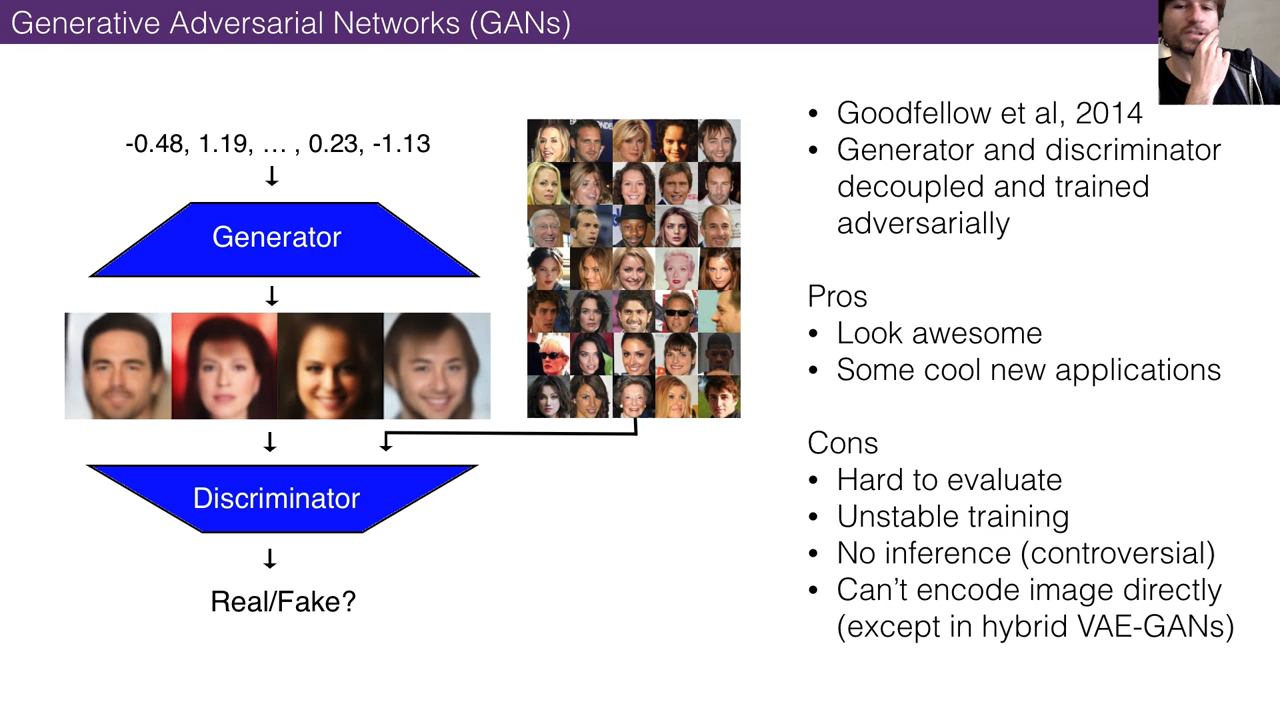 Generative Adversarial Networks (GANs)
-0.48, 1.19, … , 0.23, -1.13
Generator
Discriminator
Real/Fake?
• Goodfellow et al, 2014
• Generator and discriminator
decoupled and trained
adversarially
Pros
• Look awesome
• Some cool new applications
Cons
• Hard to evaluate
• Unstable training
• No inference (controversial)
• Can't encode image directly
(except in hybrid VAE-GANs)